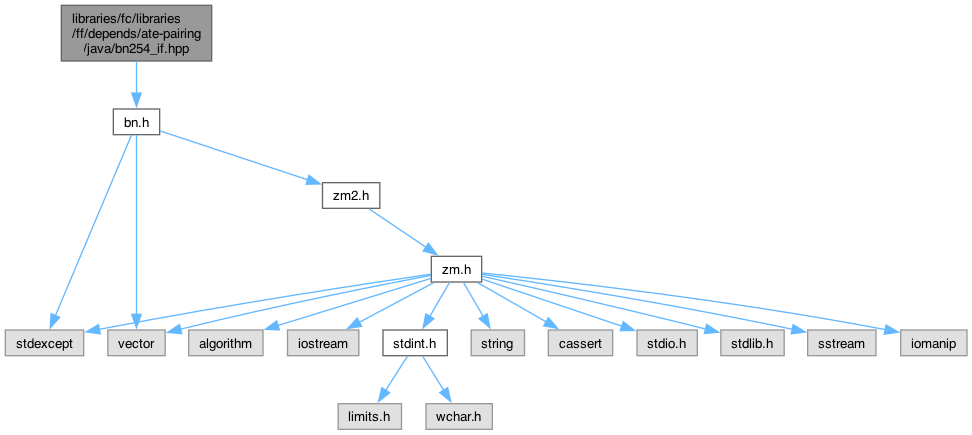 libraries/fc/libraries
/ff/depends/ate-pairing
/java/bn254_if.hpp
bn.h
zm2.h
zm.h
stdexcept
vector
algorithm
iostream
stdint.h
string
cassert
stdio.h
stdlib.h
sstream
iomanip
limits.h
wchar.h